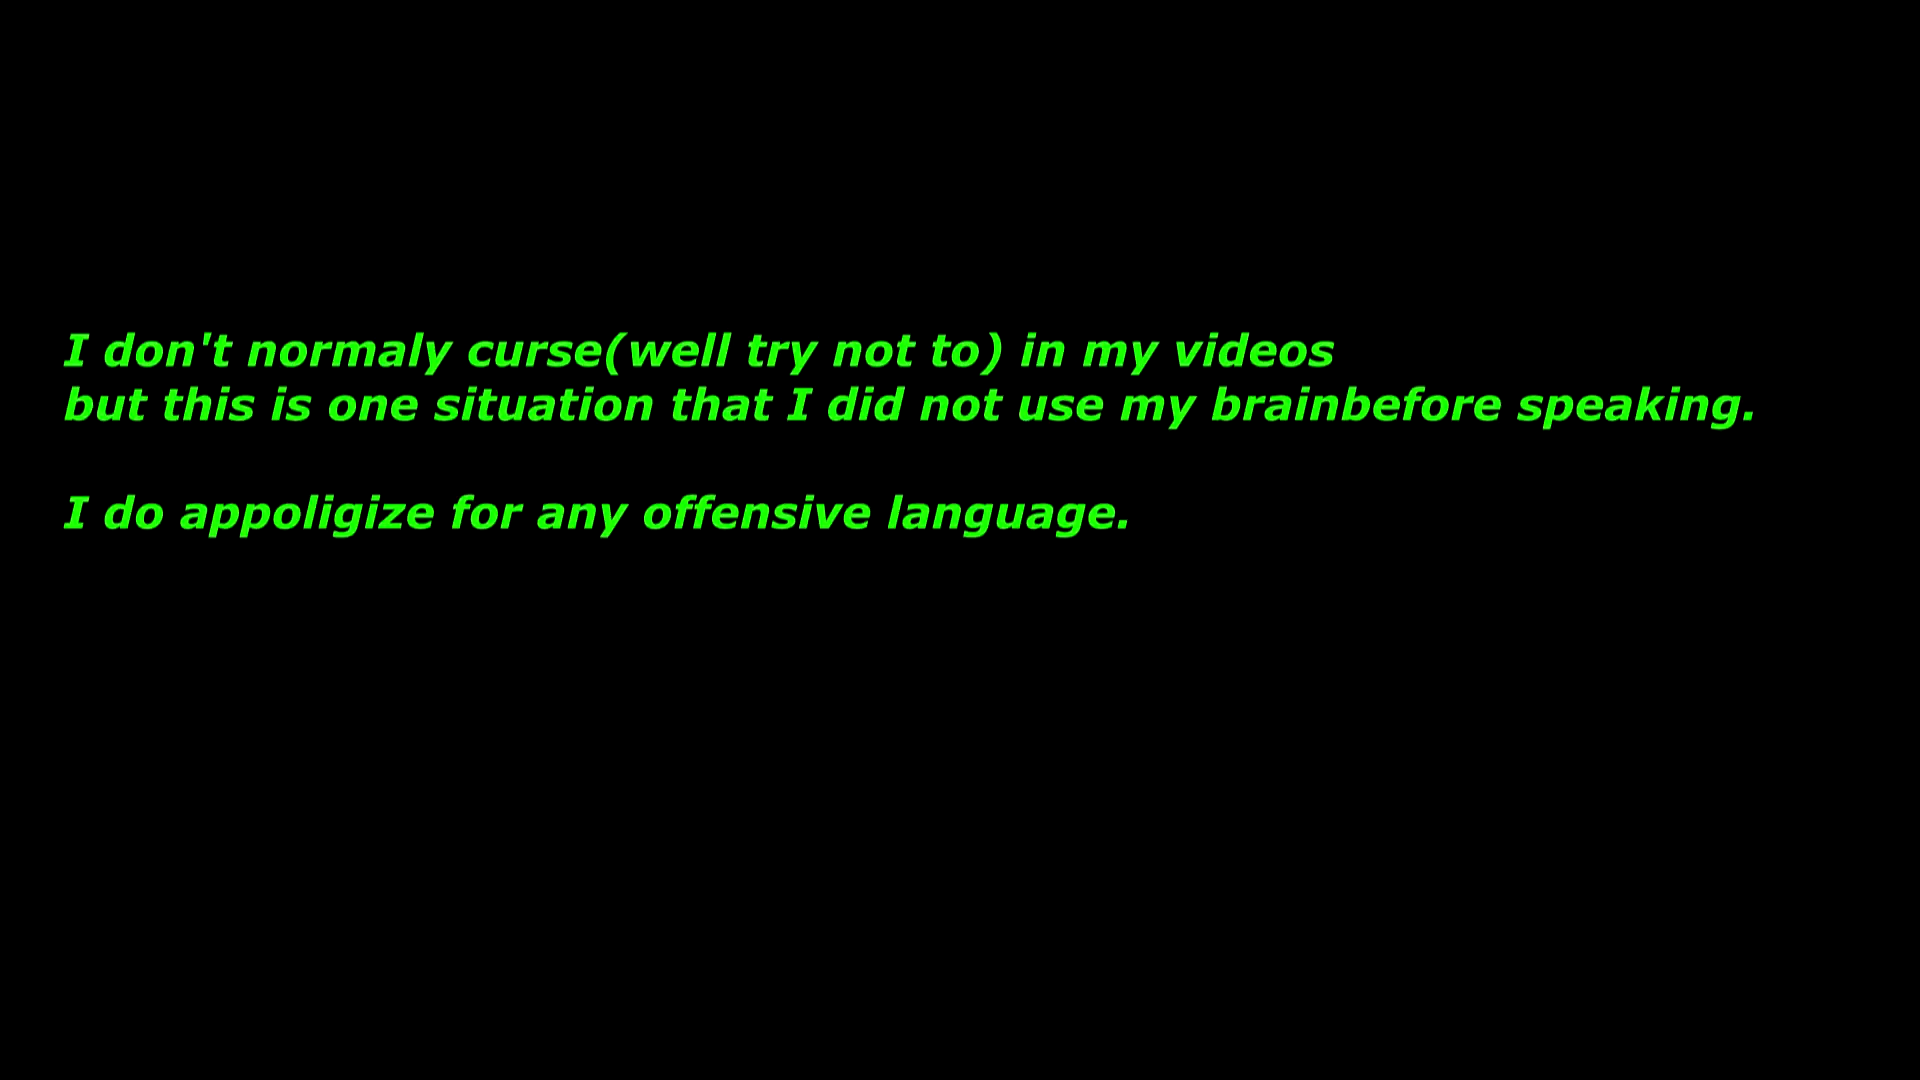 I don't normaly curse(well try not to) in my videos
but this is one situation that I did not use my brainbefore speaking.
I do appoligize for any offensive language.